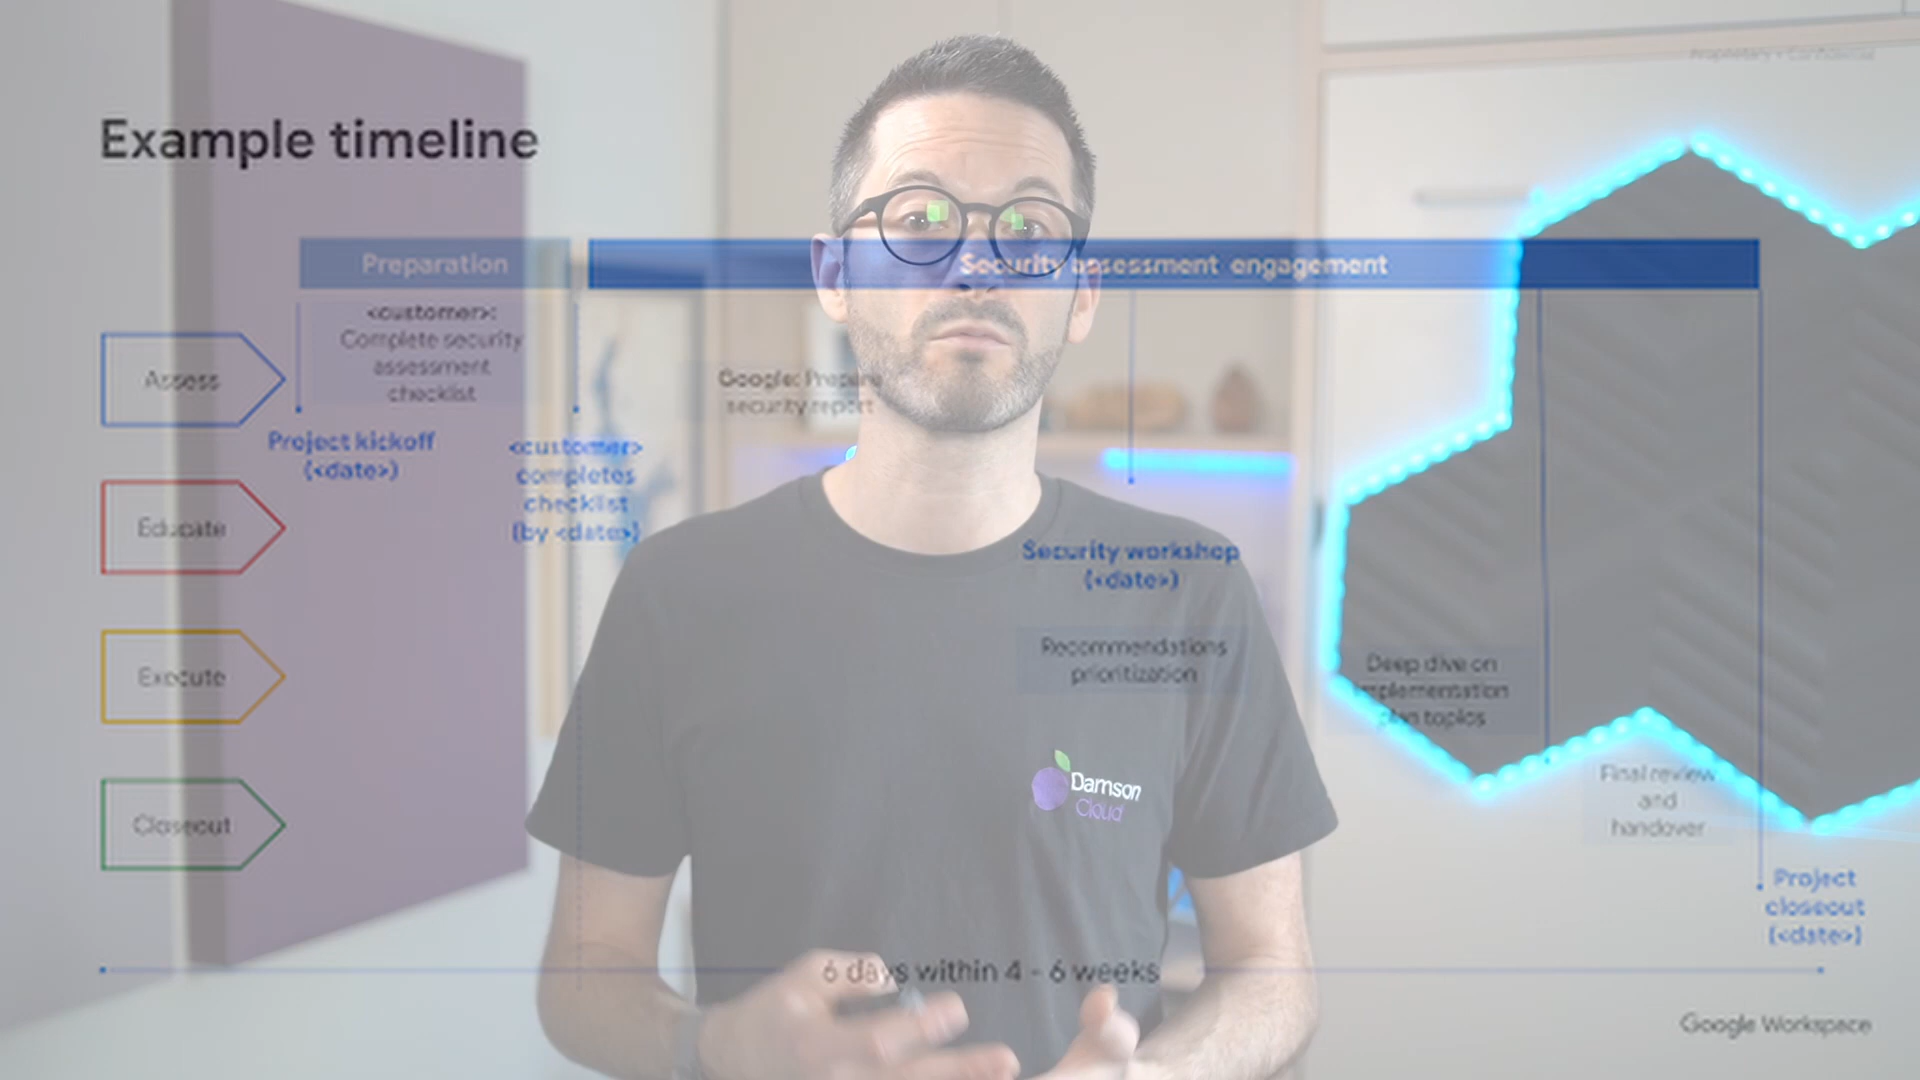 Proprietary + Confidential
Example timeline
Preparation
Security assessment engagement
<customer>:
Complete security
assessment
checklist
Assess
Google: Prepare
security report
Project kickoff
(<date>)
<customer>
completes
checklist
(by <date>)
Educate
Security workshop
(<date>)
Recommendations
prioritization
Execute
Deep dive on
implementation
plan topics
Damson
Cloud
Final review
and
handover
Closeout
Project
closeout
(<date>)
6 days within 4 - 6 weeks
Google Workspace